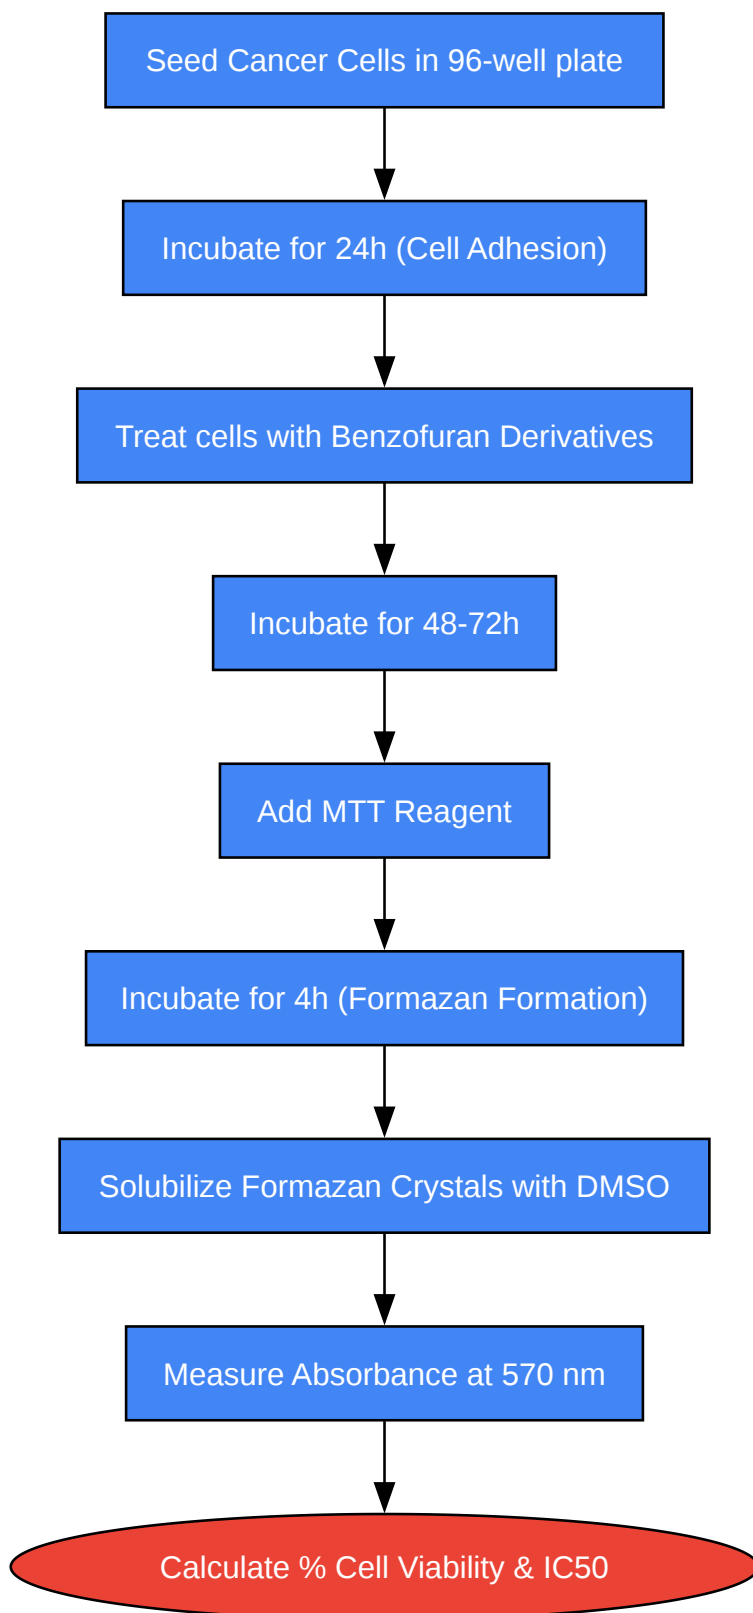 Seed Cancer Cells in 96-well plate
Incubate for 24h (Cell Adhesion)
Treat cells with Benzofuran Derivatives
Incubate for 48-72h
Add MTT Reagent
Incubate for 4h (Formazan Formation)
Solubilize Formazan Crystals with DMSO
Measure Absorbance at 570 nm
Calculate % Cell Viability & IC50